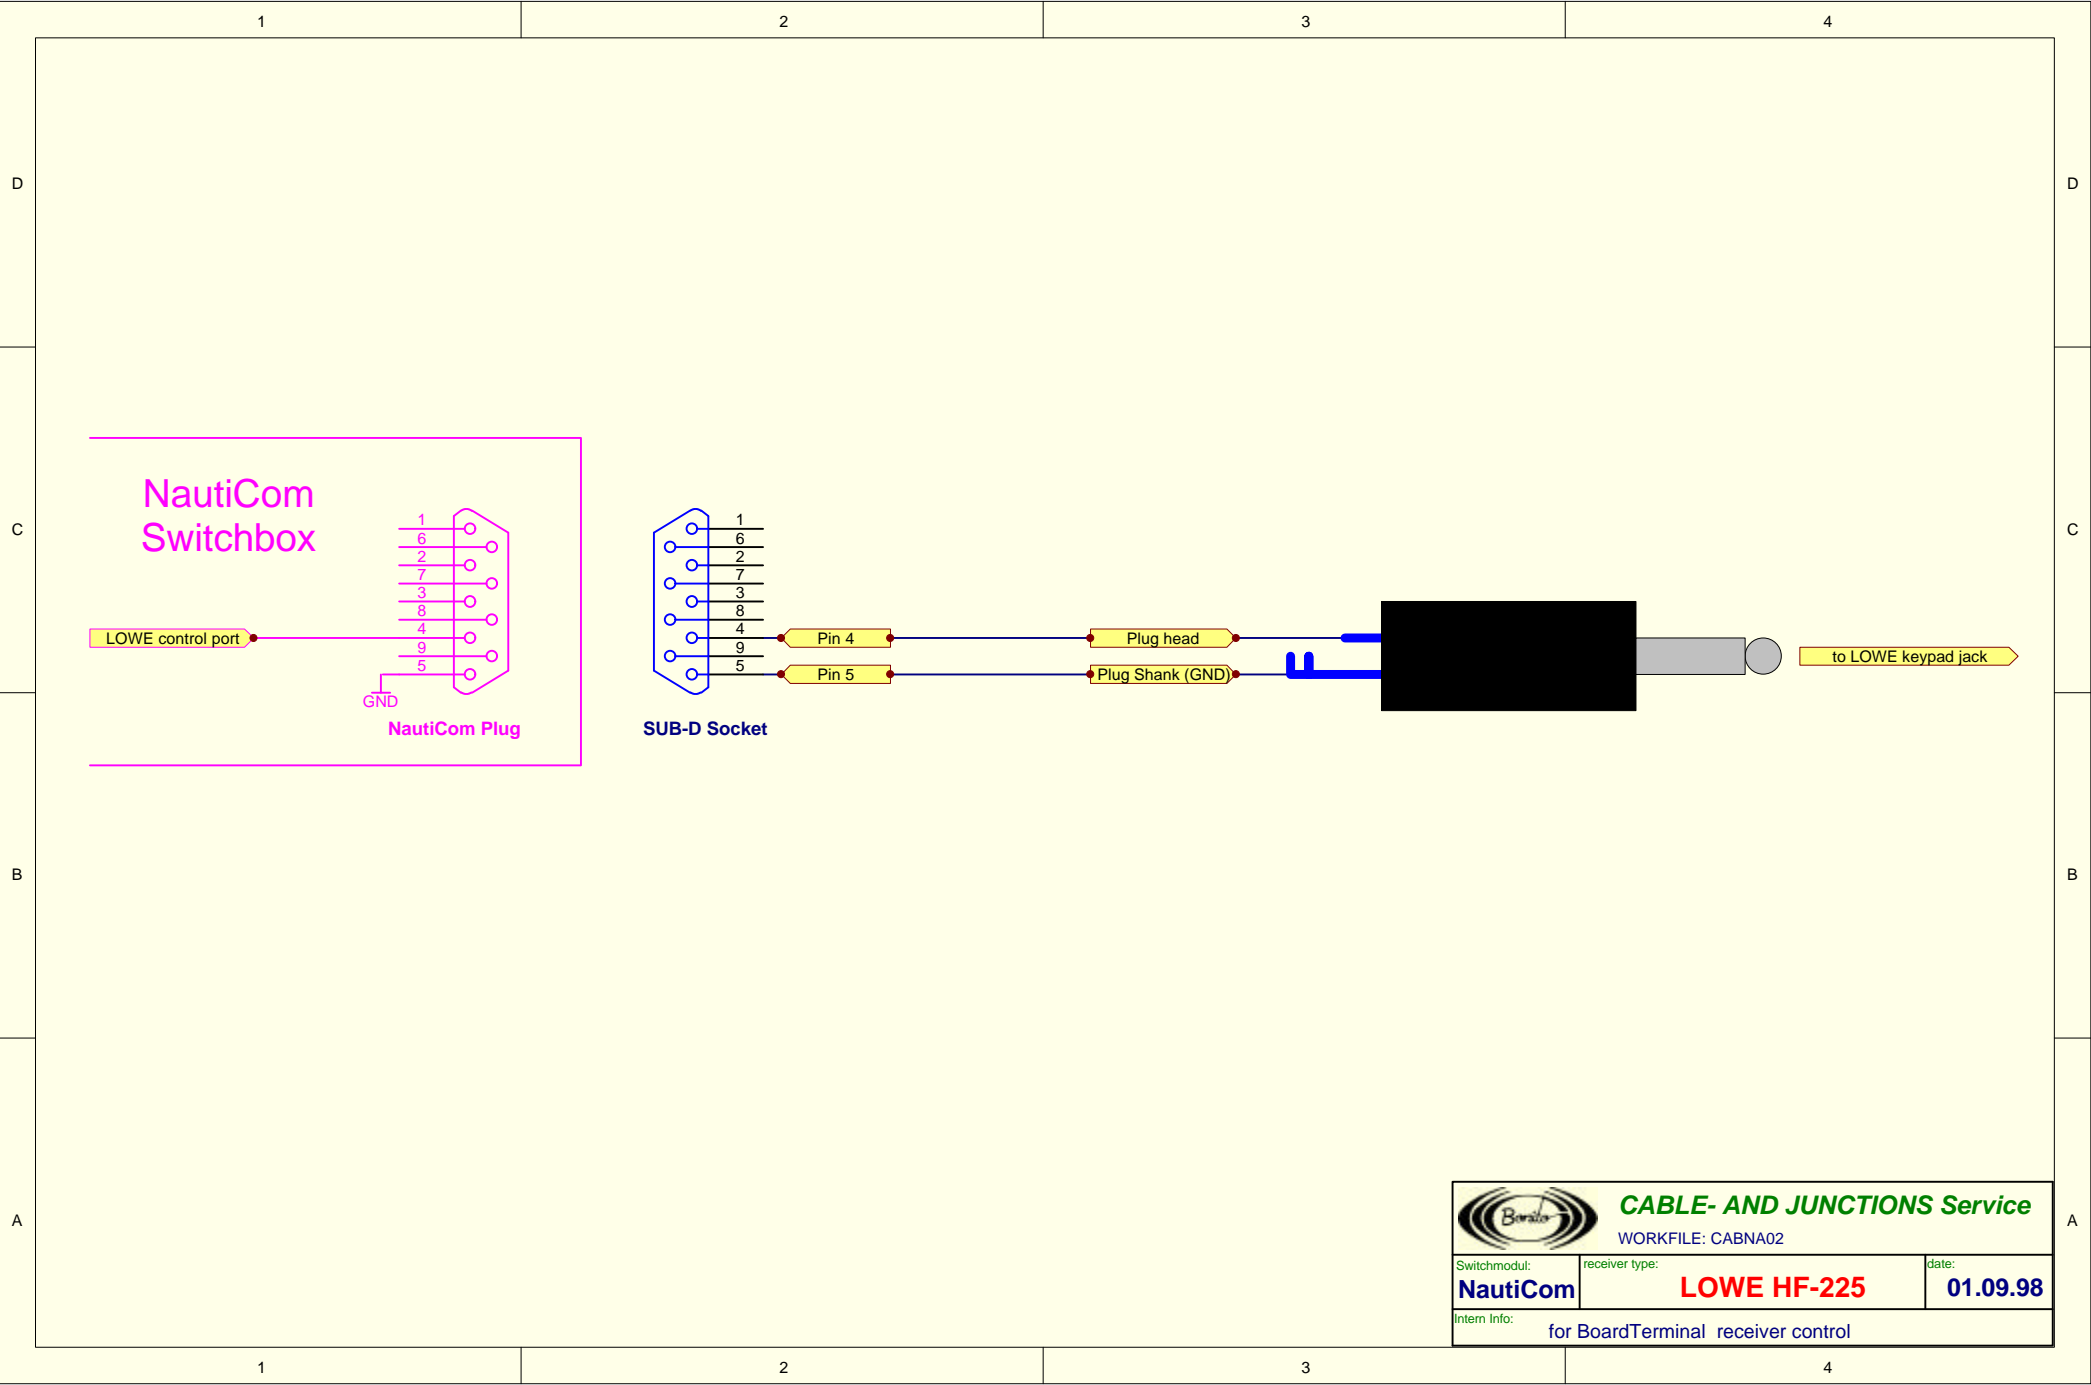 1
2
3
4
D
D
NautiCom
Switchbox
C
C
1
6
2
7
3
8
4
9
5
1
6
2
7
3
8
4
9
5
LOWE control port
Pin 4
Plug head
Pin 5
Plug Shank (GND)
to LOWE keypad jack
GND
NautiCom Plug
SUB-D Socket
B
B
A
A
Bonito
CABLE- AND JUNCTIONS Service
WORKFILE: CABNA02
Switchmodul:
NautiCom
receiver type:
LOWE HF-225
date:
01.09.98
Intern Info:
for BoardTerminal receiver control
1
2
3
4